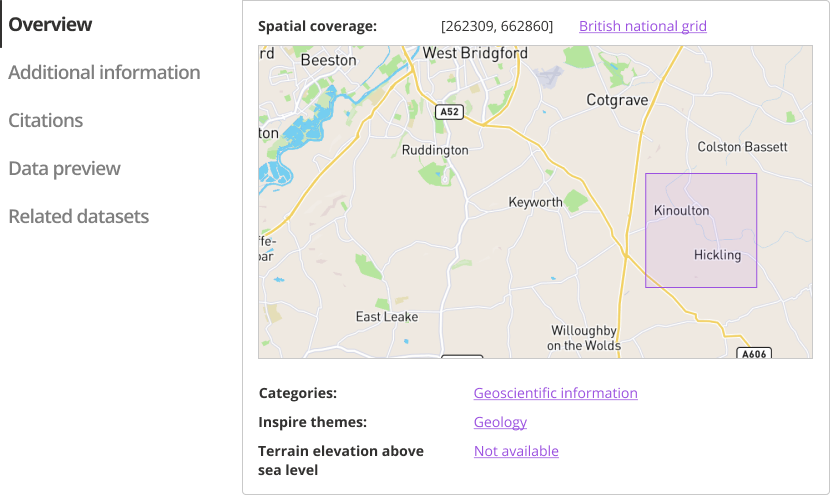 Overview
Additional information
Citations
Data preview
Related datasets
Spatial coverage: [262309, 662860] British national grid
rd
Beeston
West Bridgford
Cotgrave
A52
ton
Ruddington
Colston Bassett
Keyworth
Kinoulton
ffe-
oar
Hickling
East Leake
Willoughby
on the Wolds
A606
Categories: Geoscientific information
Inspire themes: Geology
Terrain elevation above Not available
sea level